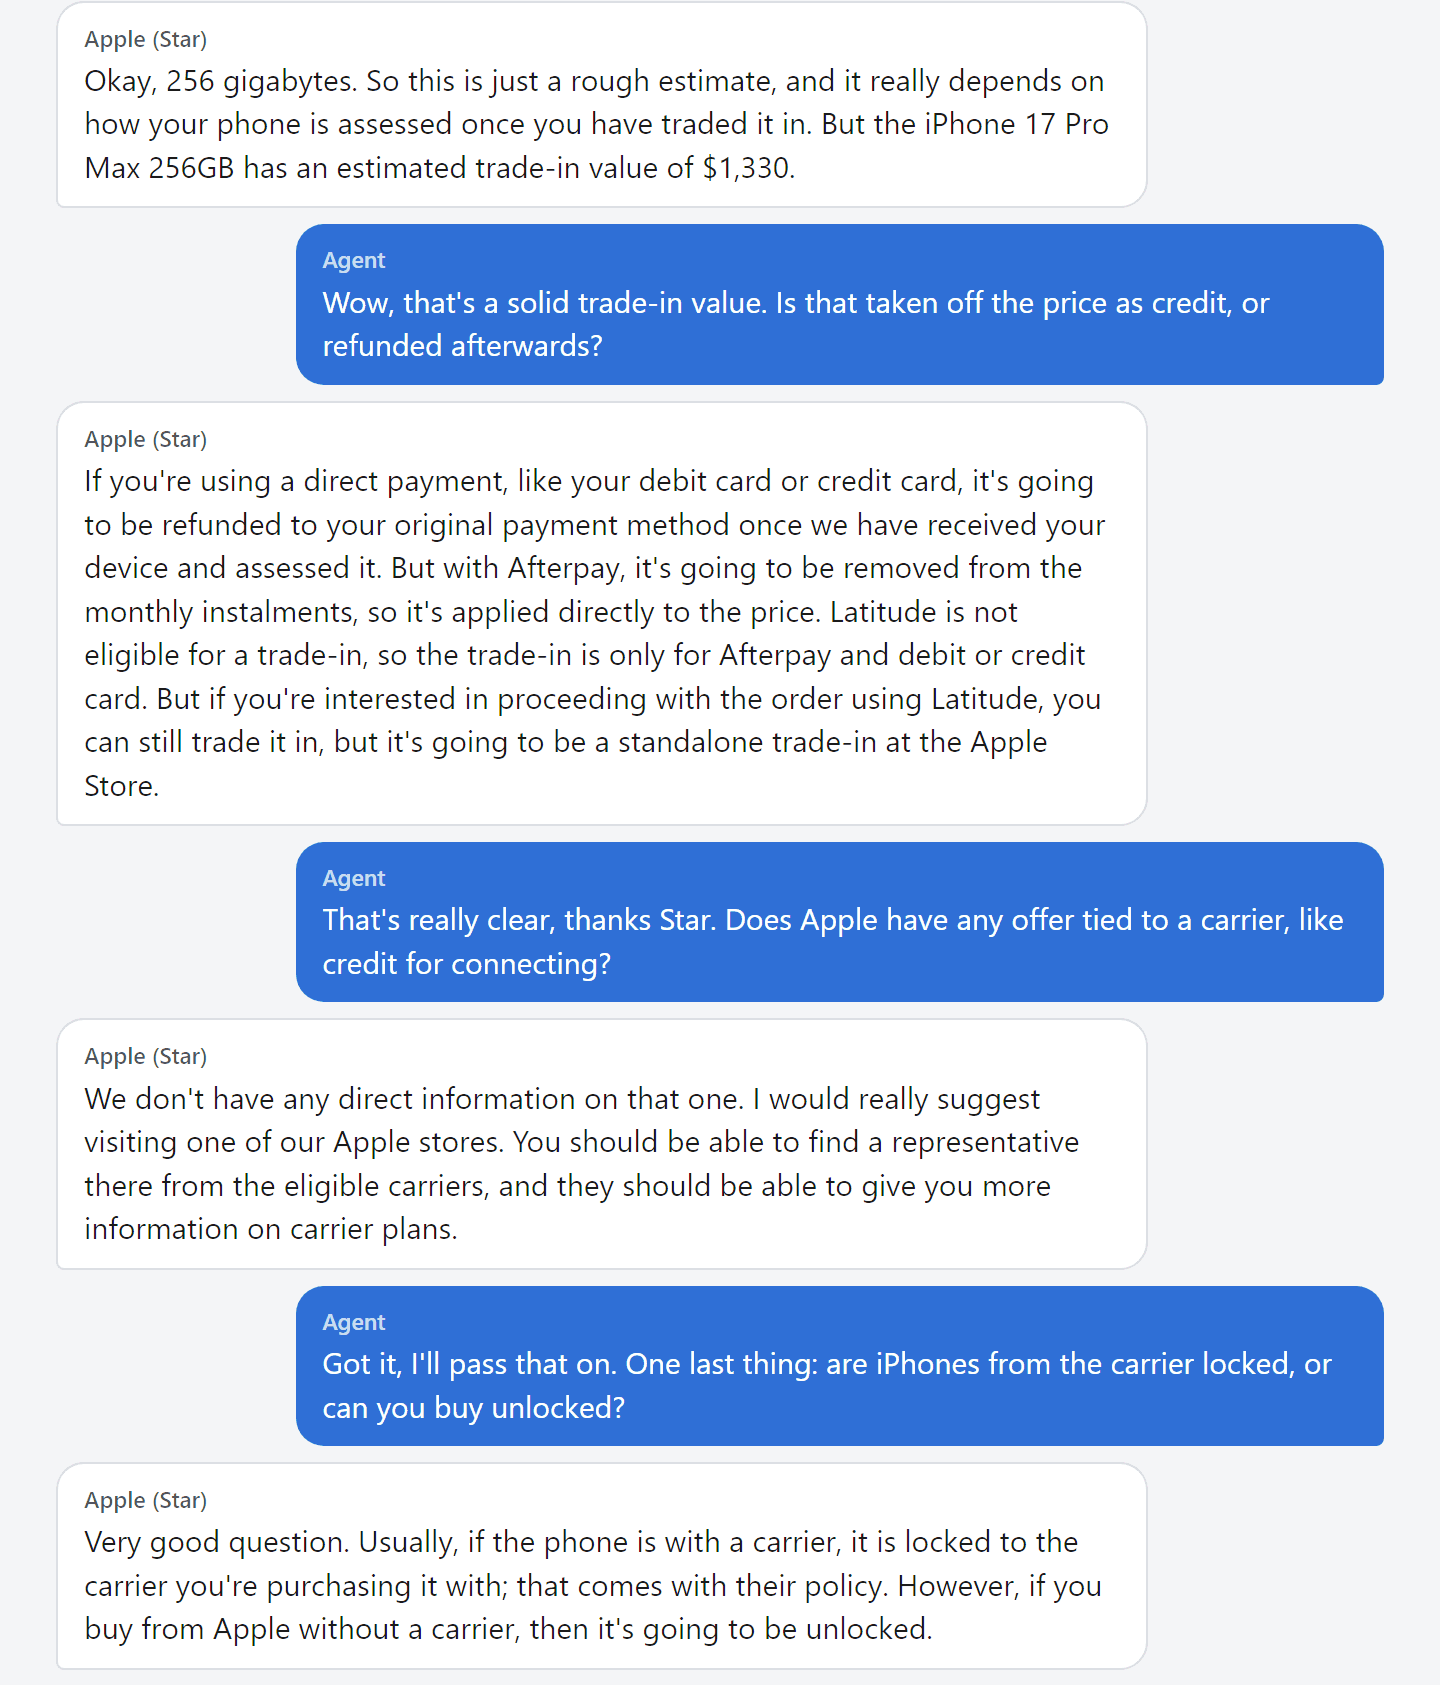 Apple (Star)
Okay, 256 gigabytes. So this is just a rough estimate, and it really depends on
how your phone is assessed once you have traded it in. But the iPhone 17 Pro
Max 256GB has an estimated trade-in value of $1,330.
Agent
Wow, that's a solid trade-in value. Is that taken off the price as credit, or
refunded afterwards?
Apple (Star)
If you're using a direct payment, like your debit card or credit card, it's going
to be refunded to your original payment method once we have received your
device and assessed it. But with Afterpay, it's going to be removed from the
monthly instalments, so it's applied directly to the price. Latitude is not
eligible for a trade-in, so the trade-in is only for Afterpay and debit or credit
card. But if you're interested in proceeding with the order using Latitude, you
can still trade it in, but it's going to be a standalone trade-in at the Apple
Store.
Agent
That's really clear, thanks Star. Does Apple have any offer tied to a carrier, like
credit for connecting?
Apple (Star)
We don't have any direct information on that one. I would really suggest
visiting one of our Apple stores. You should be able to find a representative
there from the eligible carriers, and they should be able to give you more
information on carrier plans.
Agent
Got it, I'll pass that on. One last thing: are iPhones from the carrier locked, or
can you buy unlocked?
Apple (Star)
Very good question. Usually, if the phone is with a carrier, it is locked to the
carrier you're purchasing it with; that comes with their policy. However, if you
buy from Apple without a carrier, then it's going to be unlocked.